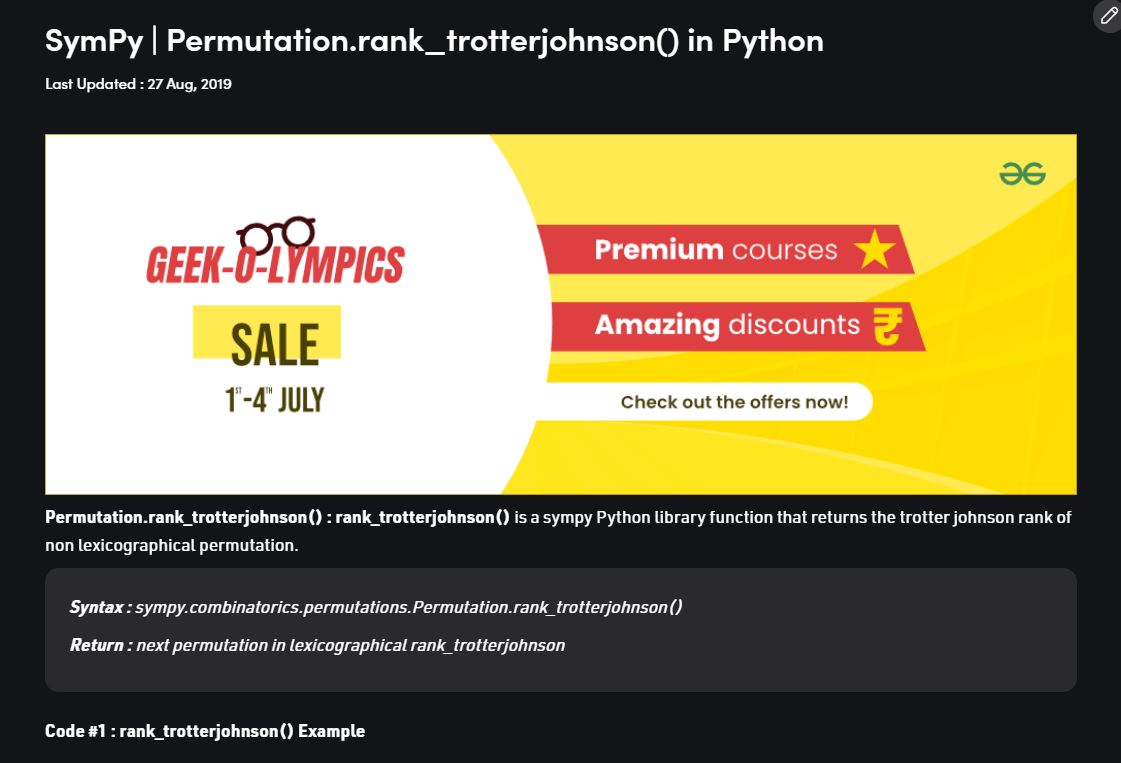 SymPy | Permutation.rank_trotterjohnson() in Python
Last Updated : 27 Aug, 2019
GEEK-O-LYMPICS
SALE
1ST-4TH JULY
Premium courses
Amazing discounts ₹
Check out the offers now!
Permutation.rank_trotterjohnson() : rank_trotterjohnson() is a sympy Python library function that returns the trotter johnson rank of
non lexicographical permutation.
Syntax : sympy.combinatorics.permutations.Permutation.rank_trotterjohnson()
Return : next permutation in lexicographical rank_trotterjohnson
Code #1 : rank_trotterjohnson() Example